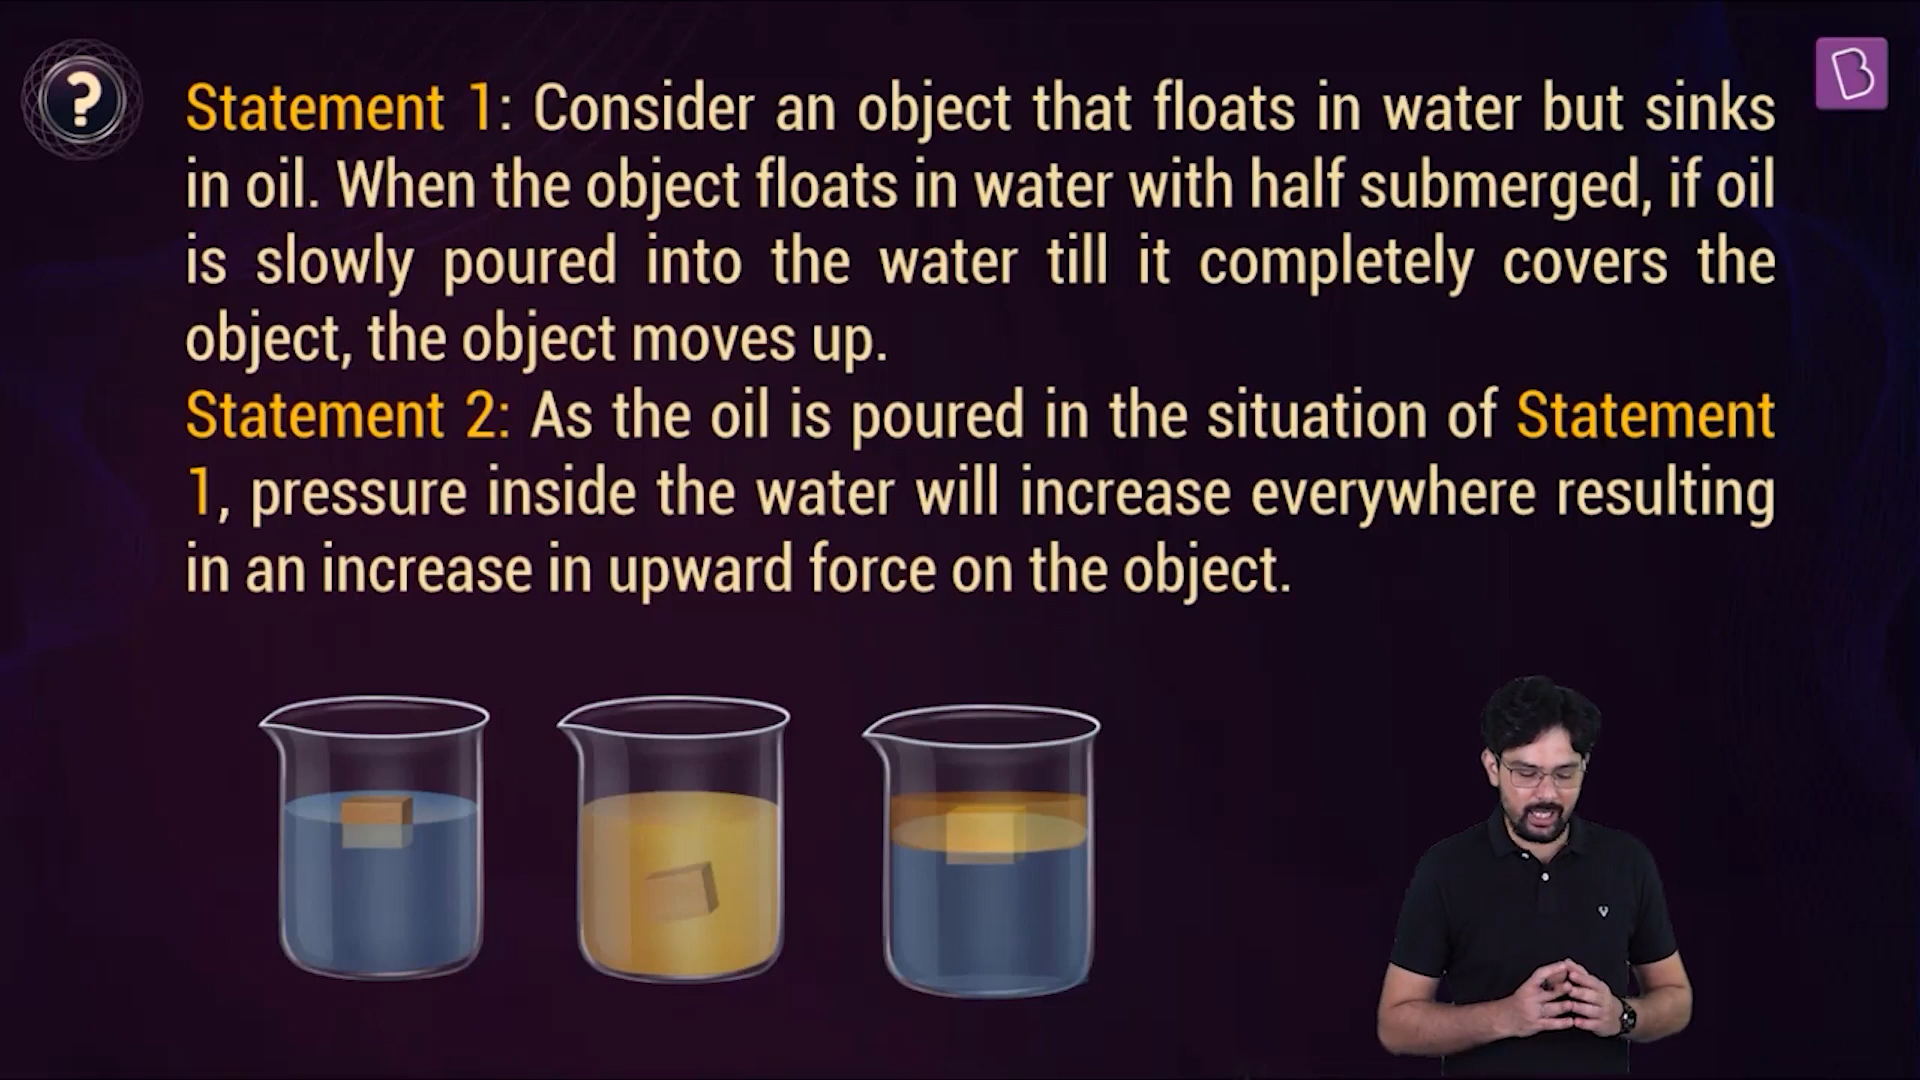 ?
B
Statement 1: Consider an object that floats in water but sinks
in oil. When the object floats in water with half submerged, if oil
is slowly poured into the water till it completely covers the
object, the object moves up.
Statement 2: As the oil is poured in the situation of Statement
1, pressure inside the water will increase everywhere resulting
in an increase in upward force on the object.